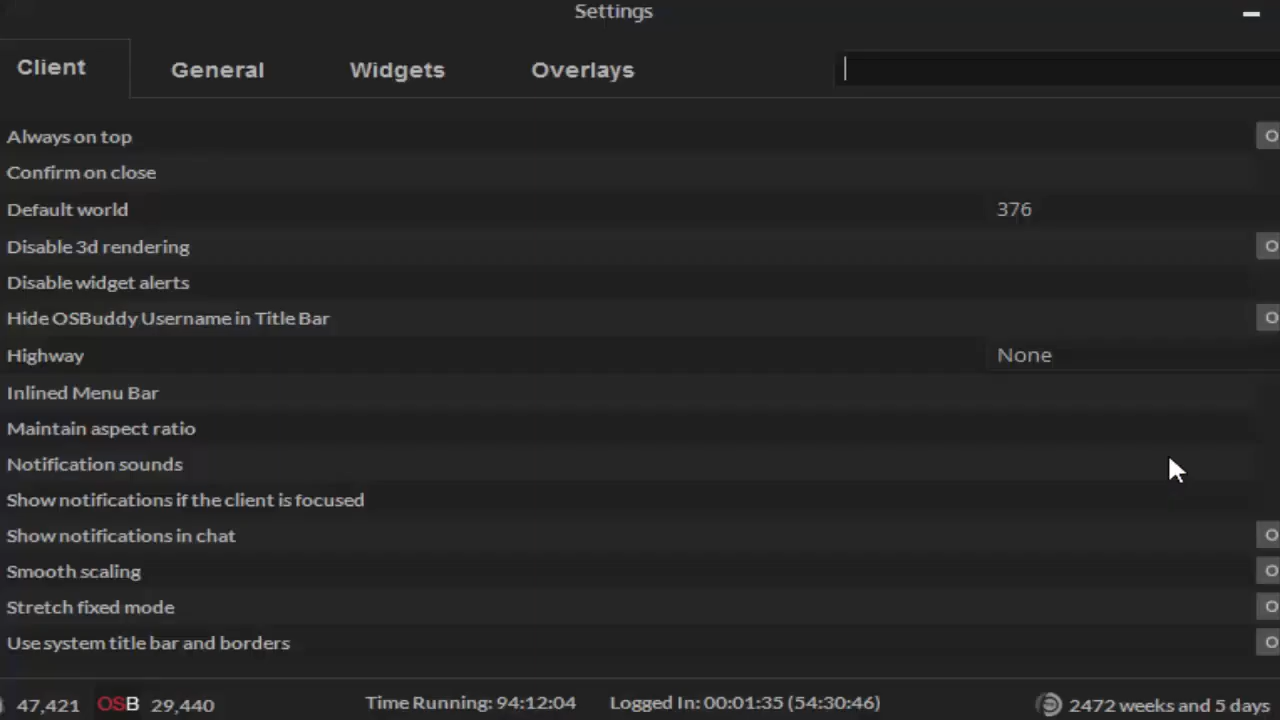 Settings
Client General Widgets Overlays
Always on top
Confirm on close
Default world 376
Disable 3d rendering
Disable widget alerts
Hide OSBuddy Username in Title Bar
Highway None
Inlined Menu Bar
Maintain aspect ratio
Notification sounds
Show notifications if the client is focused
Show notifications in chat
Smooth scaling
Stretch fixed mode
Use system title bar and borders
47,421 OSB 29,440 Time Running: 94:12:04 Logged In: 00:01:35 (54:30:46) 2472 weeks and 5 days